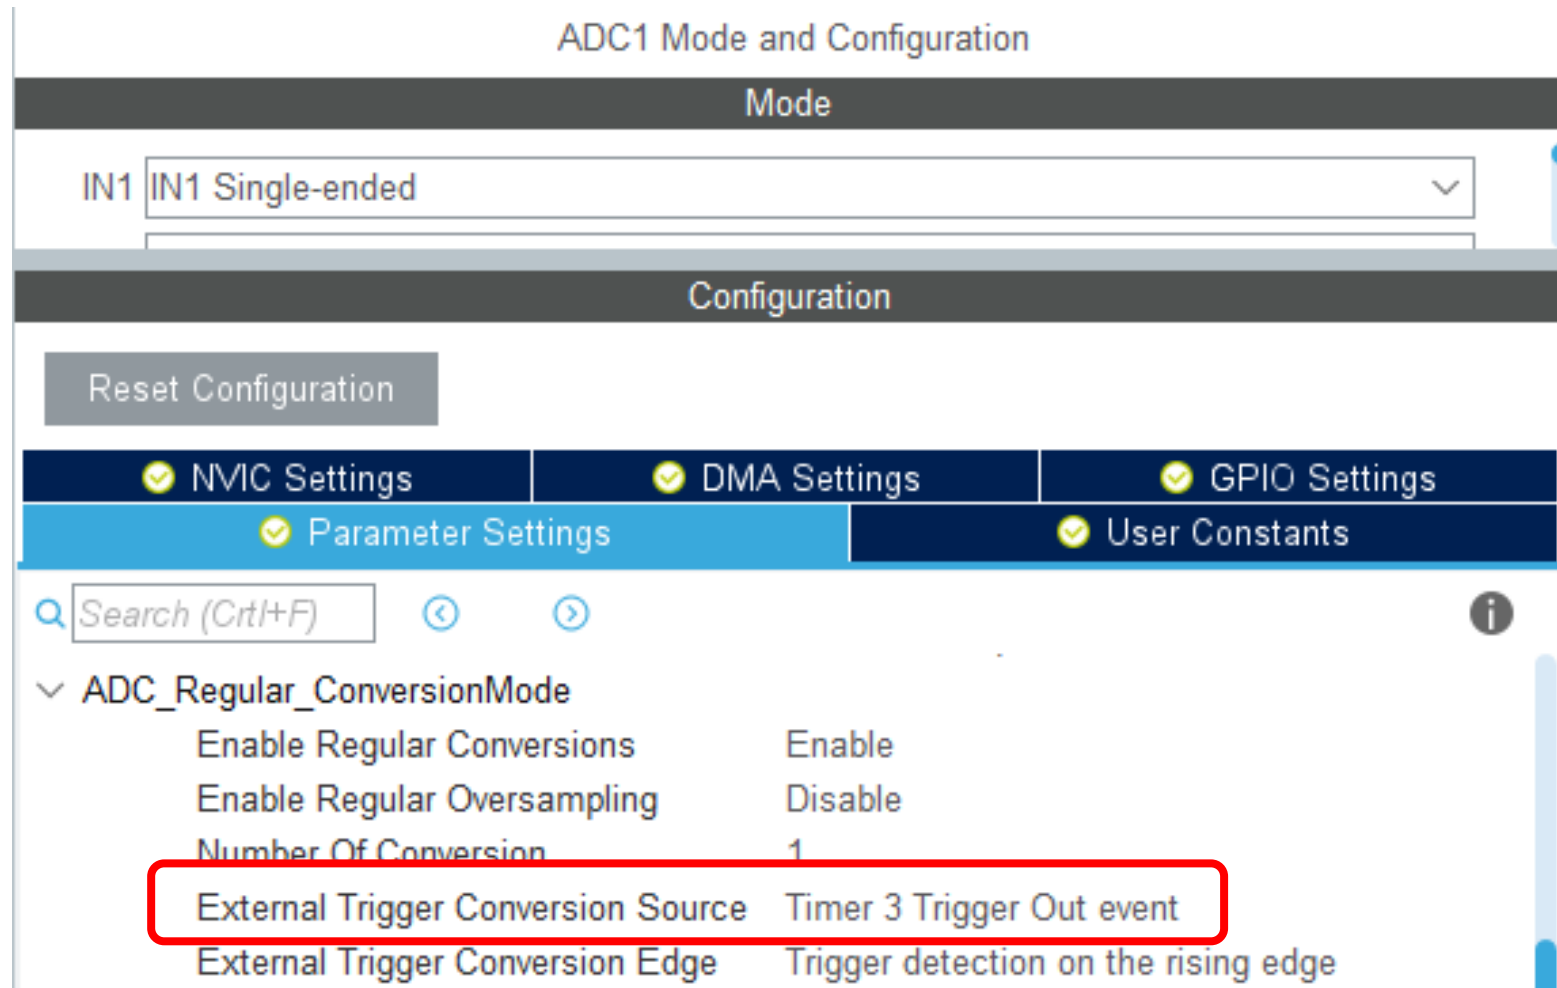 ADC1 Mode and Configuration
Mode
IN1 IN1 Single-ended
Configuration
Reset Configuration
NVIC Settings DMA Settings GPIO Settings
Parameter Settings User Constants
Search (Crtl+F)
ADC_Regular_ConversionMode
Enable Regular Conversions Enable
Enable Regular Oversampling Disable
Number Of Conversion 1
External Trigger Conversion Source Timer 3 Trigger Out event
External Trigger Conversion Edge Trigger detection on the rising edge